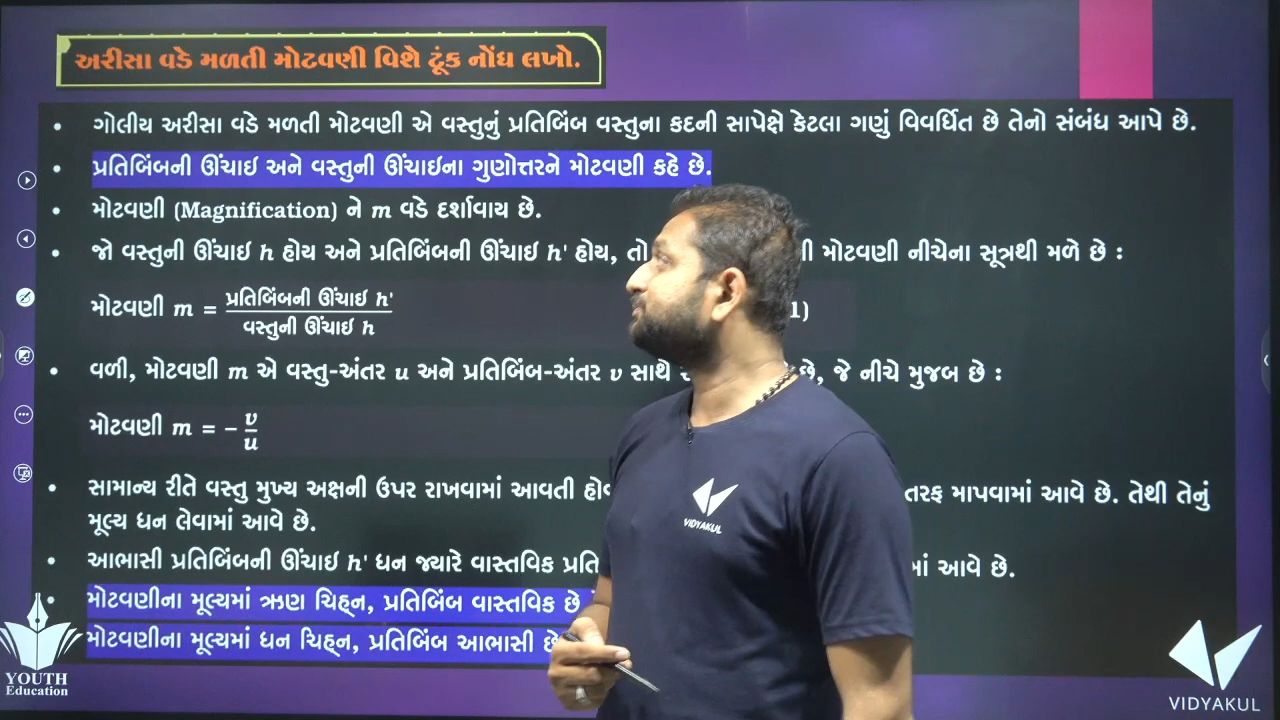 અરીસા વડે મળતી મોટવણી વિશે ટૂંક નોંધ લખો.
• ગોલીય અરીસા વડે મળતી મોટવણી એ વસ્તુનું પ્રતિબિંબ વસ્તુના કદની સાપેક્ષે કેટલા ગણું વિવર્ધિત છે તેનો સંબંધ આપે છે.
• પ્રતિબિંબની ઊંચાઇ અને વસ્તુની ઊંચાઇના ગુણોત્તરને મોટવણી કહે છે.
• મોટવણી (Magnification) ને m વડે દર્શાવાય છે.
• જો વસ્તુની ઊંચાઇ h હોય અને પ્રતિબિંબની ઊંચાઇ h' હોય, તો મોટવણી નીચેના સૂત્રથી મળે છે :
મોટવણી m = પ્રતિબિંબની ઊંચાઇ h' / વસ્તુની ઊંચાઇ h 1)
• વળી, મોટવણી m એ વસ્તુ-અંતર u અને પ્રતિબિંબ-અંતર v સાથે છે, જે નીચે મુજબ છે :
મોટવણી m = - v / u
• સામાન્ય રીતે વસ્તુ મુખ્ય અક્ષની ઉપર રાખવામાં આવતી તરફ માપવામાં આવે છે. તેથી તેનું
મૂલ્ય ધન લેવામાં આવે છે.
• આભાસી પ્રતિબિંબની ઊંચાઇ h' ધન જ્યારે વાસ્તવિક આવે છે.
• મોટવણીના મૂલ્યમાં ઋણ ચિહ્ન, પ્રતિબિંબ વાસ્તવિક છે
મોટવણીના મૂલ્યમાં ધન ચિહ્ન, પ્રતિબિંબ આભાસી
VIDYAKUL
YOUTH
Education
VIDYAKUL